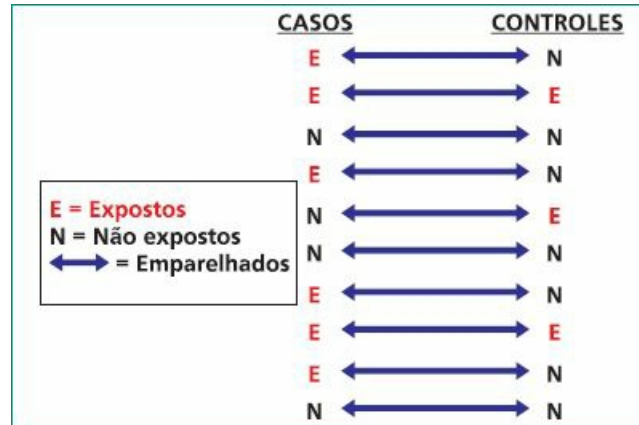 CASOS CONTROLES
E N
E E
N N
E N
N E
N N
E N
E E
E N
N N
E = Expostos
N = Não expostos
= Emparelhados